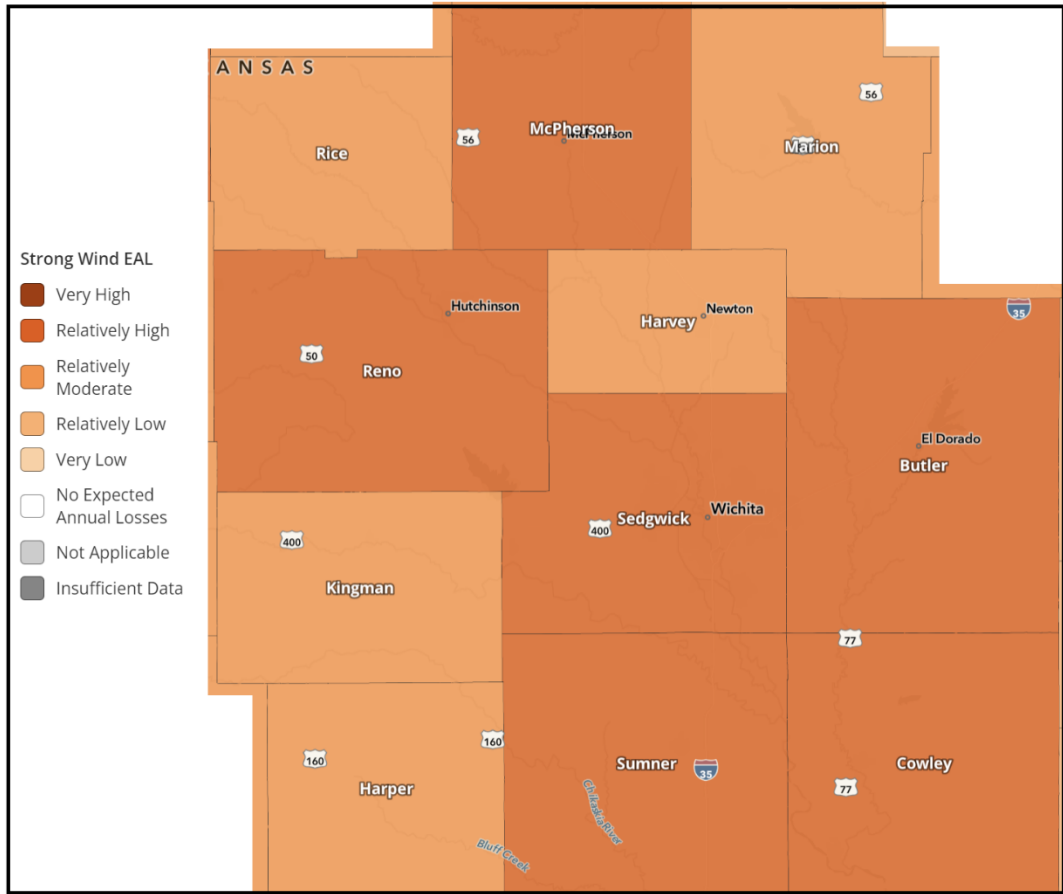 ANSAS
McPherson
McPherson
56
56
Rice
Marion
Strong Wind EAL
Very High
Relatively High
Relatively
Moderate
Relatively Low
Very Low
No Expected
Annual Losses
Not Applicable
Insufficient Data
Hutchinson
Newton
Harvey
35
50
Reno
El Dorado
Butler
Wichita
Sedgwick
400
400
Kingman
77
160
160
Sumner
35
Cowley
77
Harper
Chikaskia River
Bluff Creek